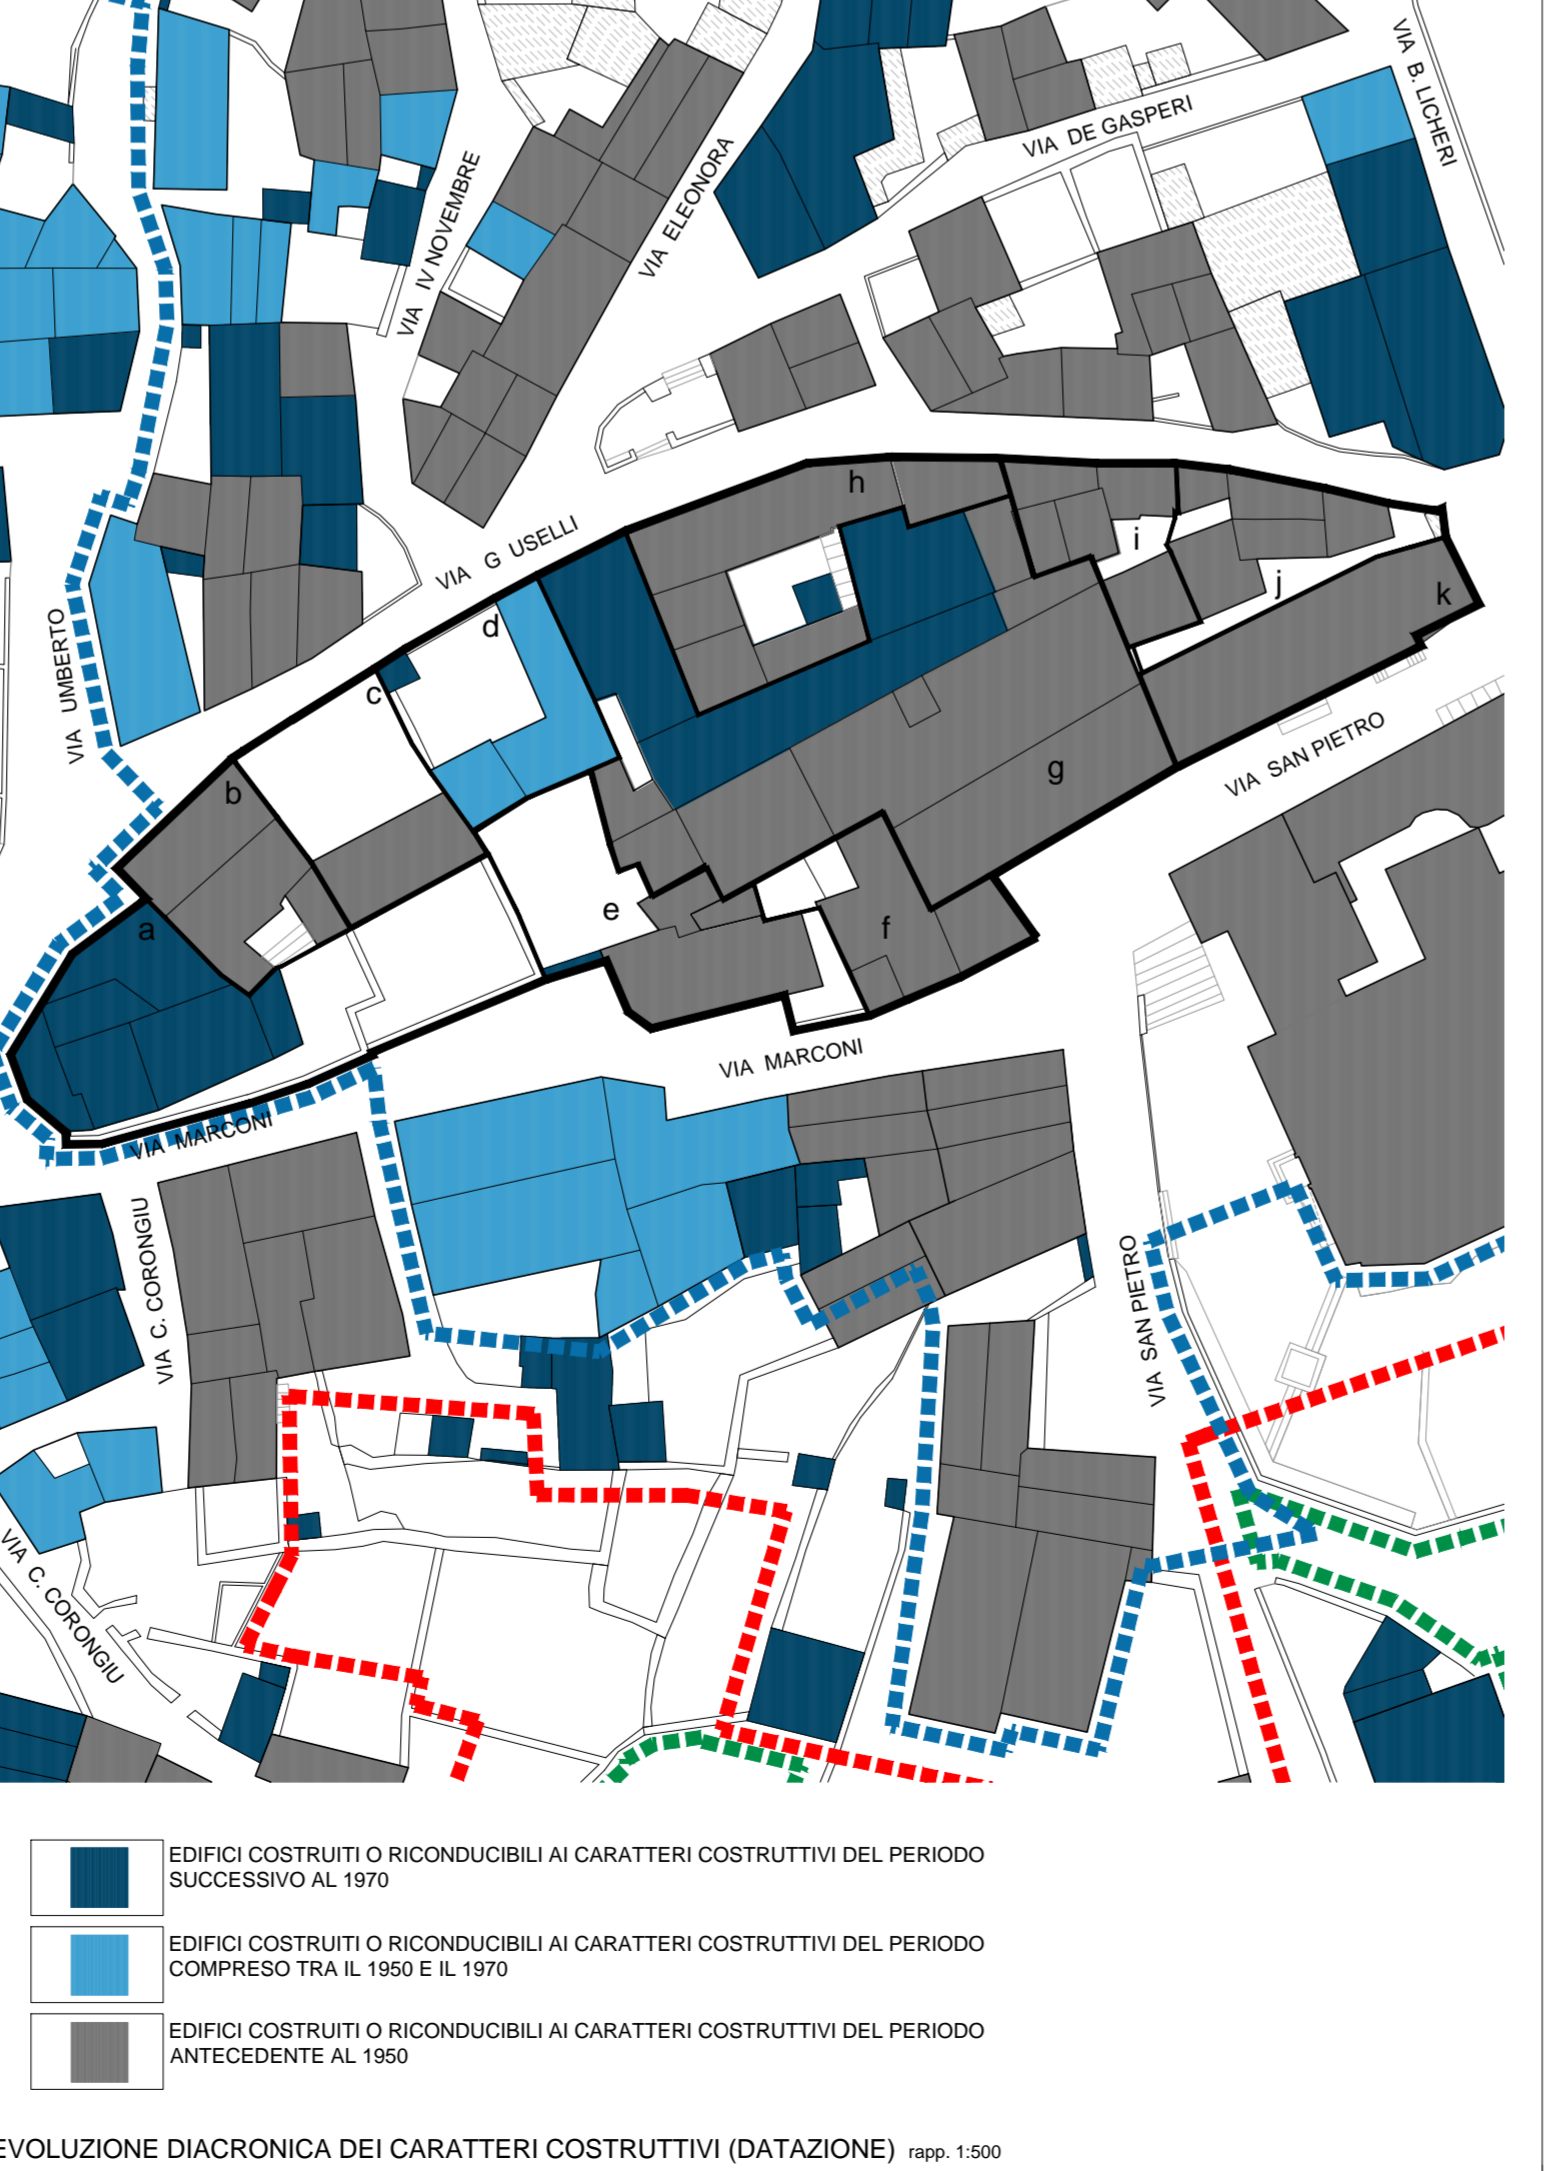 VIA B. LICHERI
VIA DE GASPERI
VIA IV NOVEMBRE
VIA ELEONORA
h
VIA G USELLI
i
j
k
d
VIA UMBERTO
c
VIA SAN PIETRO
g
b
e
a
f
VIA MARCONI
VIA MARCONI
VIA C. CORONGIU
VIA SAN PIETRO
VIA C. CORONGIU
EDIFICI COSTRUITI O RICONDUCIBILI AI CARATTERI COSTRUTTIVI DEL PERIODO
SUCCESSIVO AL 1970
EDIFICI COSTRUITI O RICONDUCIBILI AI CARATTERI COSTRUTTIVI DEL PERIODO
COMPRESO TRA IL 1950 E IL 1970
EDIFICI COSTRUITI O RICONDUCIBILI AI CARATTERI COSTRUTTIVI DEL PERIODO
ANTECEDENTE AL 1950
EVOLUZIONE DIACRONICA DEI CARATTERI COSTRUTTIVI (DATAZIONE) rapp. 1:500